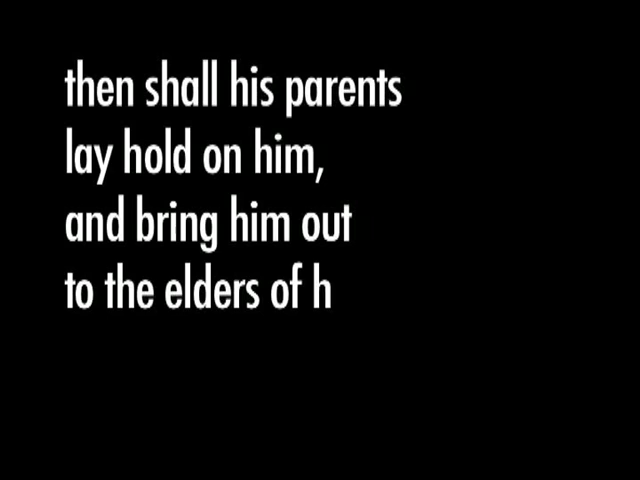 then shall his parents
lay hold on him,
and bring him out
to the elders of h